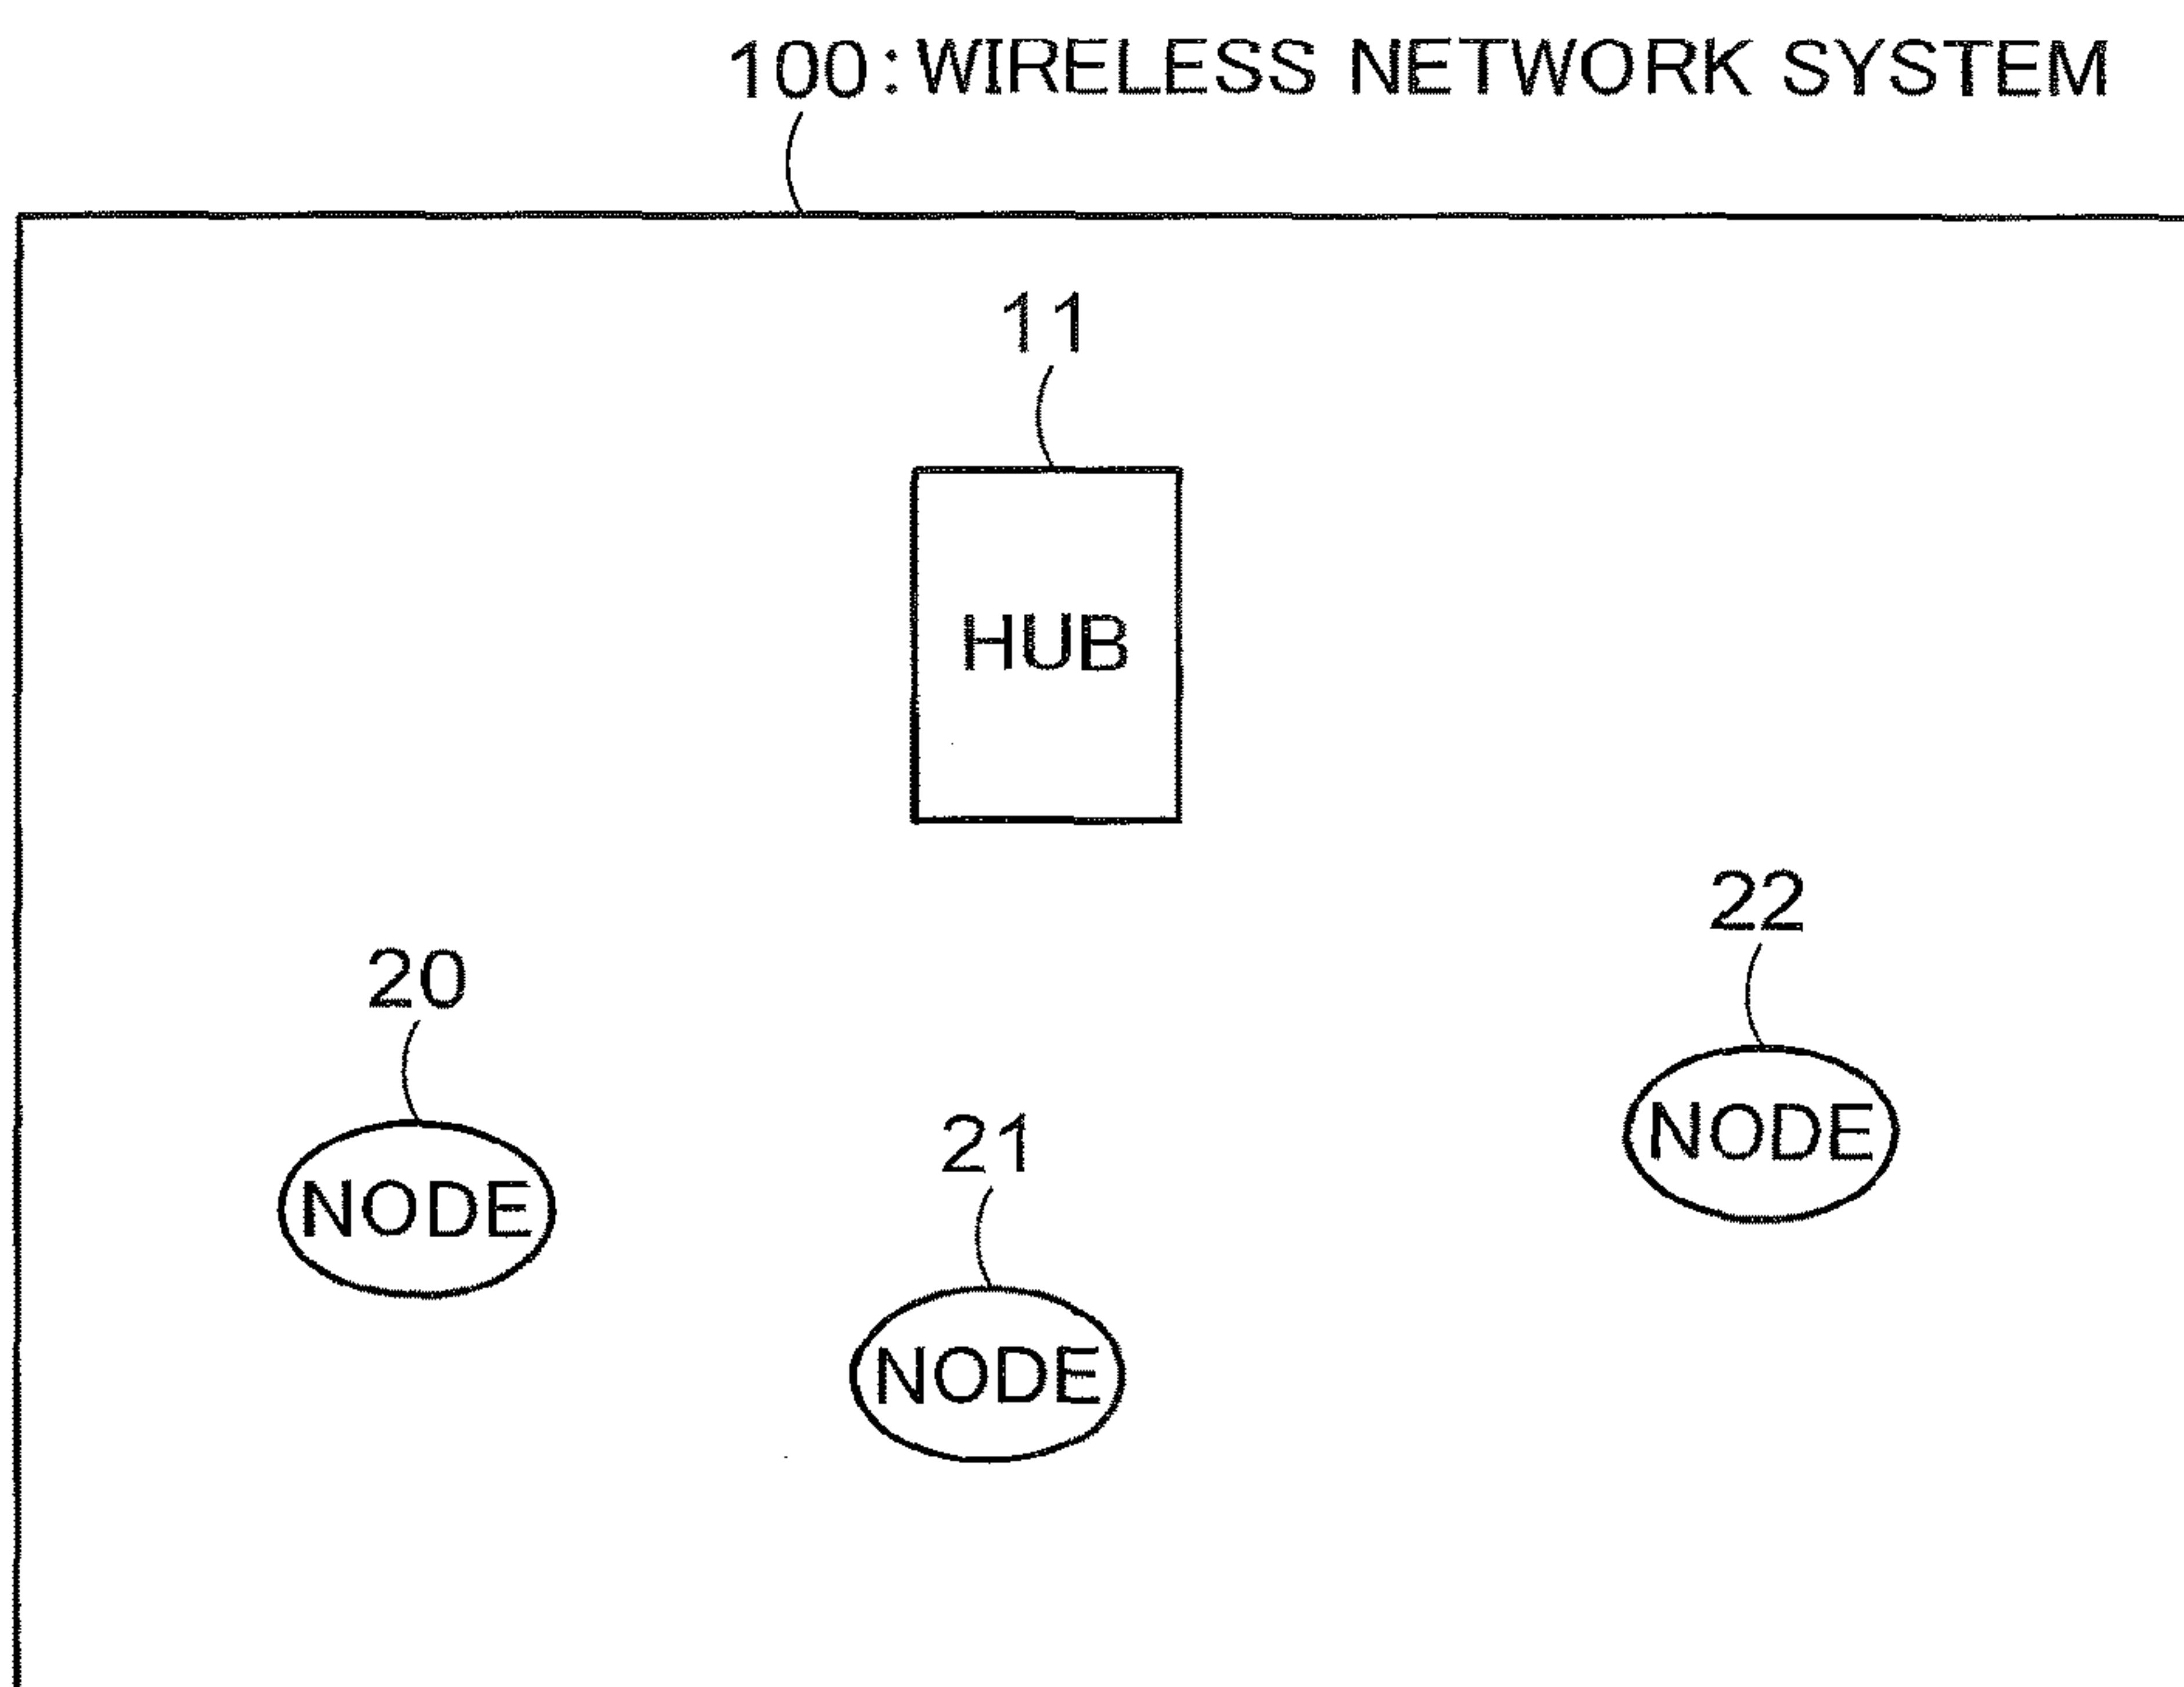 100:WIRELESS NETWORK SYSTEM
11
HUB
22
20
21
NODE
NODE
NODE